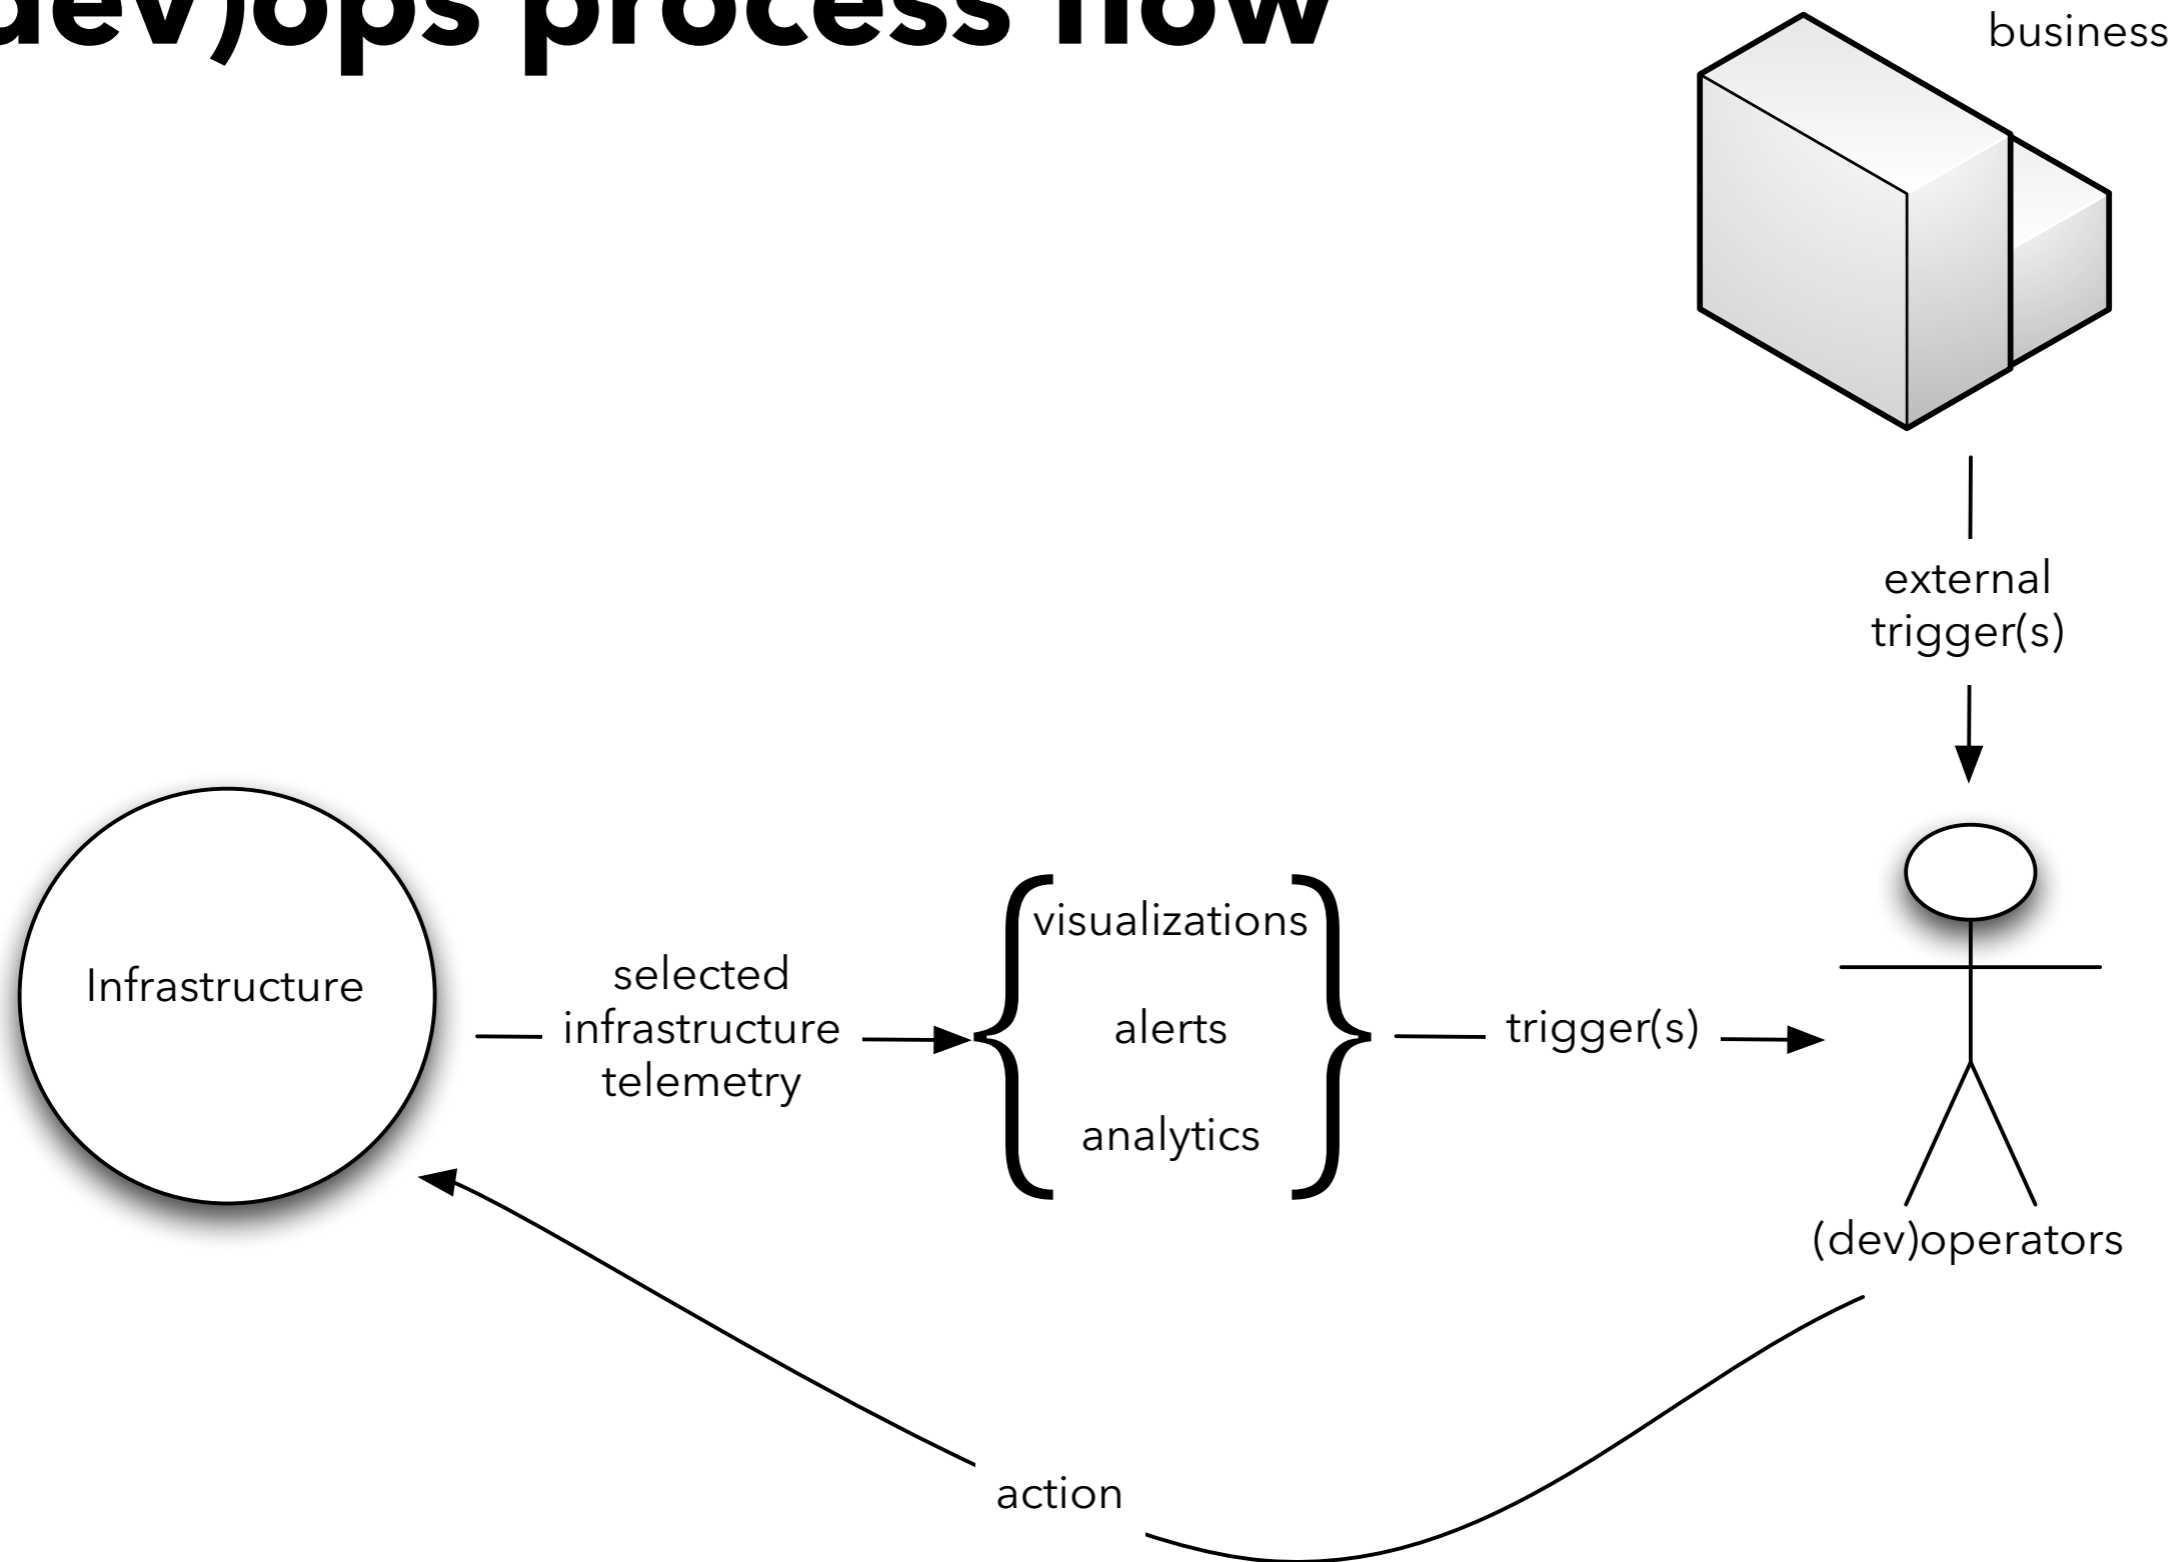 dev)ops process flow
business
external
trigger(s)
Infrastructure
selected
infrastructure
telemetry
visualizations
alerts
analytics
trigger(s)
(dev)operators
action